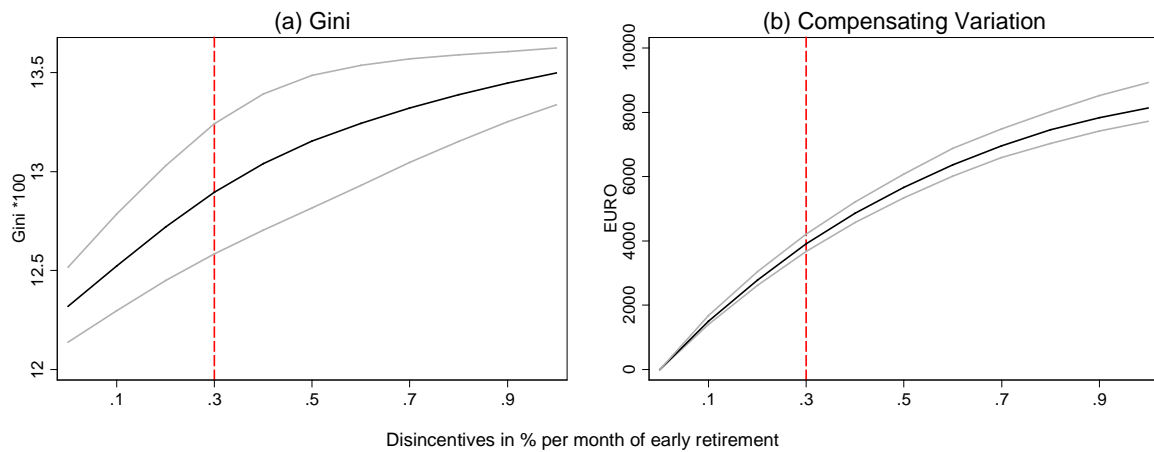 (a) Gini
(b) Compensating Variation
Gini *100
13.5
13
12.5
12
.1 .3 .5 .7 .9
EURO
10000
8000
6000
4000
2000
0
.1 .3 .5 .7 .9
Disincentives in % per month of early retirement